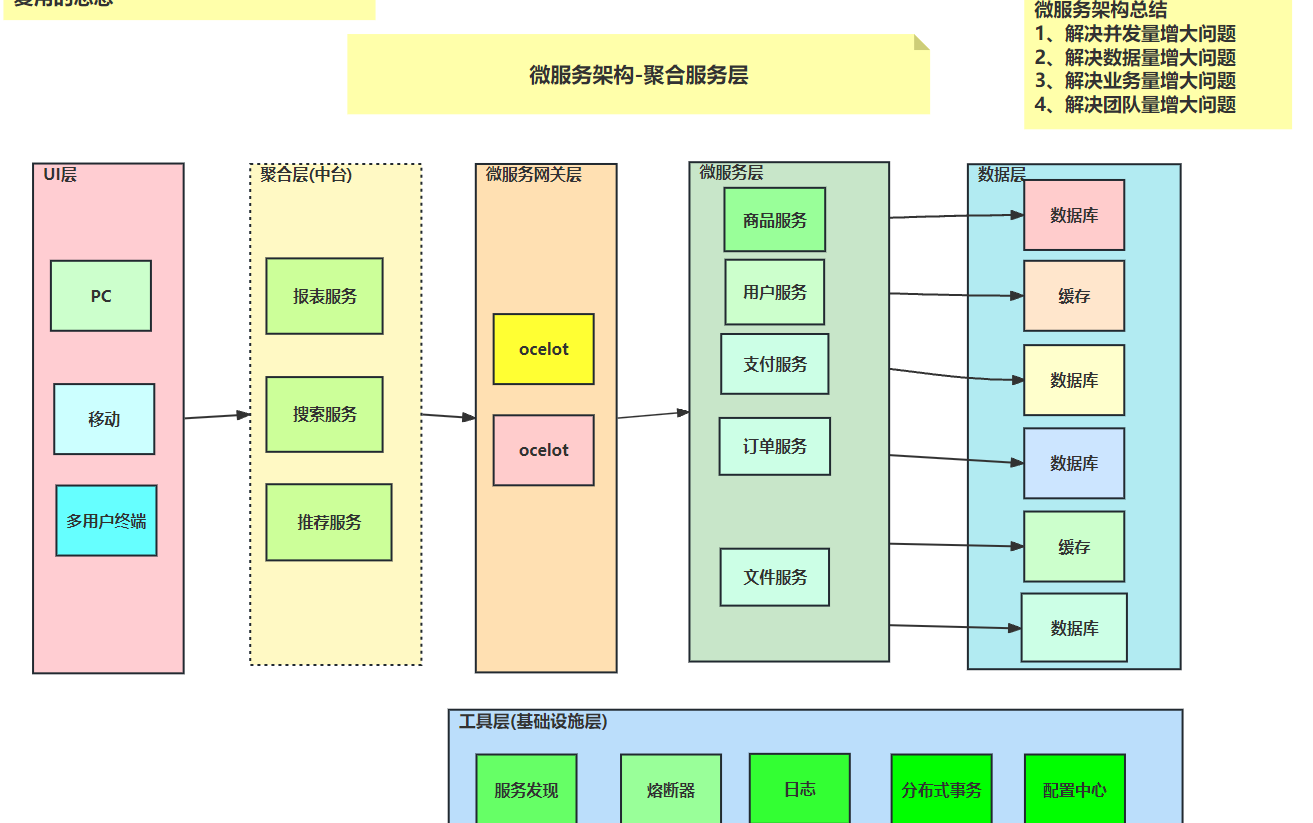 复用的思想
微服务架构总结
1、解决并发量增大问题
2、解决数据量增大问题
3、解决业务量增大问题
4、解决团队量增大问题
微服务架构-聚合服务层
UI层
PC
移动
多用户终端
聚合层(中台)
报表服务
搜索服务
推荐服务
微服务网关层
ocelot
ocelot
微服务层
商品服务
用户服务
支付服务
订单服务
文件服务
数据层
数据库
缓存
数据库
数据库
缓存
数据库
工具层(基础设施层)
服务发现
熔断器
日志
分布式事务
配置中心